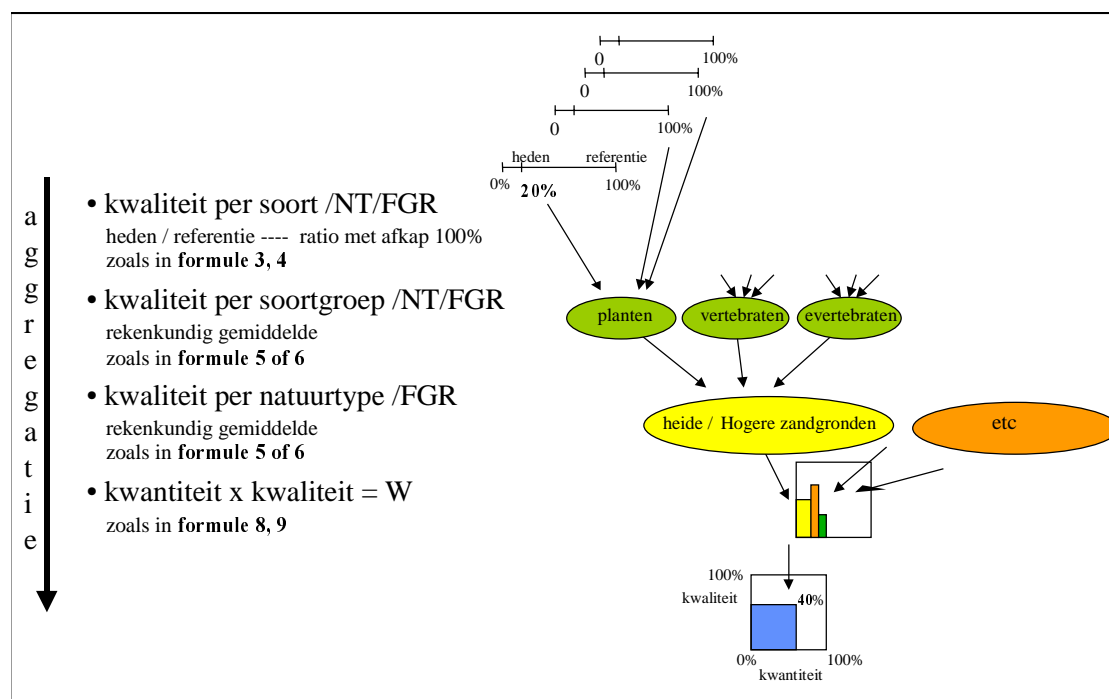 aggregatie
• kwaliteit per soort /NT/FGR
heden / referentie ---- ratio met afkap 100%
zoals in formule 3, 4
• kwaliteit per soortgroep /NT/FGR
rekenkundig gemiddelde
zoals in formule 5 of 6
• kwaliteit per natuurtype /FGR
rekenkundig gemiddelde
zoals in formule 5 of 6
• kwantiteit x kwaliteit = W
zoals in formule 8, 9
0 100%
0 100%
0 100%
heden referentie
0% 20% 100%
planten vertebraten evertebraten
heide / Hogere zandgronden etc
100%
kwaliteit 40%
0% 100%
kwantiteit